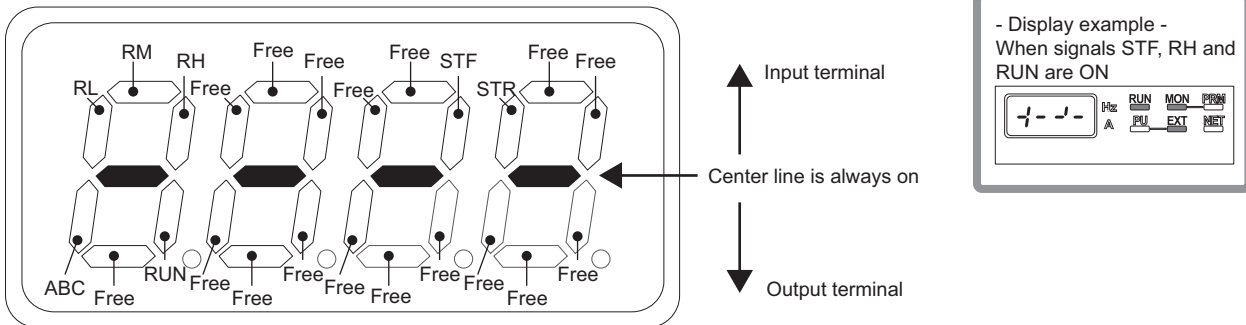 - Display example -
When signals STF, RH and
RUN are ON
Hz RUN MON PRM
A PU EXT NET
RM RH Free Free Free STF Free Free
RL Free Free STR
Input terminal
Center line is always on
Output terminal
ABC RUN Free Free Free Free Free Free
Free Free Free Free